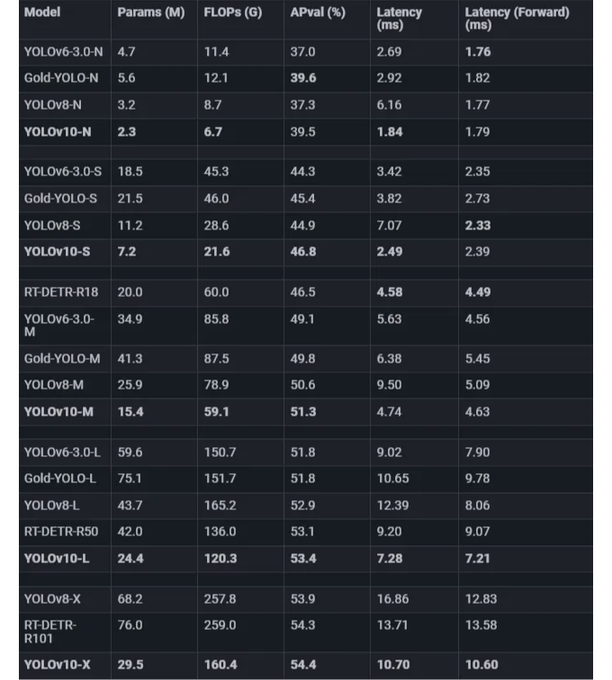 Model Params (M) FLOPs (G) APval (%) Latency (ms) Latency (Forward) (ms)
YOLOv6-3.0-N 4.7 11.4 37.0 2.69 1.76
Gold-YOLO-N 5.6 12.1 39.6 2.92 1.82
YOLOv8-N 3.2 8.7 37.3 6.16 1.77
YOLOv10-N 2.3 6.7 39.5 1.84 1.79
YOLOv6-3.0-S 18.5 45.3 44.3 3.42 2.35
Gold-YOLO-S 21.5 46.0 45.4 3.82 2.73
YOLOv8-S 11.2 28.6 44.9 7.07 2.33
YOLOv10-S 7.2 21.6 46.8 2.49 2.39
RT-DETR-R18 20.0 60.0 46.5 4.58 4.49
YOLOv6-3.0-M 34.9 85.8 49.1 5.63 4.56
Gold-YOLO-M 41.3 87.5 49.8 6.38 5.45
YOLOv8-M 25.9 78.9 50.6 9.50 5.09
YOLOv10-M 15.4 59.1 51.3 4.74 4.63
YOLOv6-3.0-L 59.6 150.7 51.8 9.02 7.90
Gold-YOLO-L 75.1 151.7 51.8 10.65 9.78
YOLOv8-L 43.7 165.2 52.9 12.39 8.06
RT-DETR-R50 42.0 136.0 53.1 9.20 9.07
YOLOv10-L 24.4 120.3 53.4 7.28 7.21
YOLOv8-X 68.2 257.8 53.9 16.86 12.83
RT-DETR-R101 76.0 259.0 54.3 13.71 13.58
YOLOv10-X 29.5 160.4 54.4 10.70 10.60